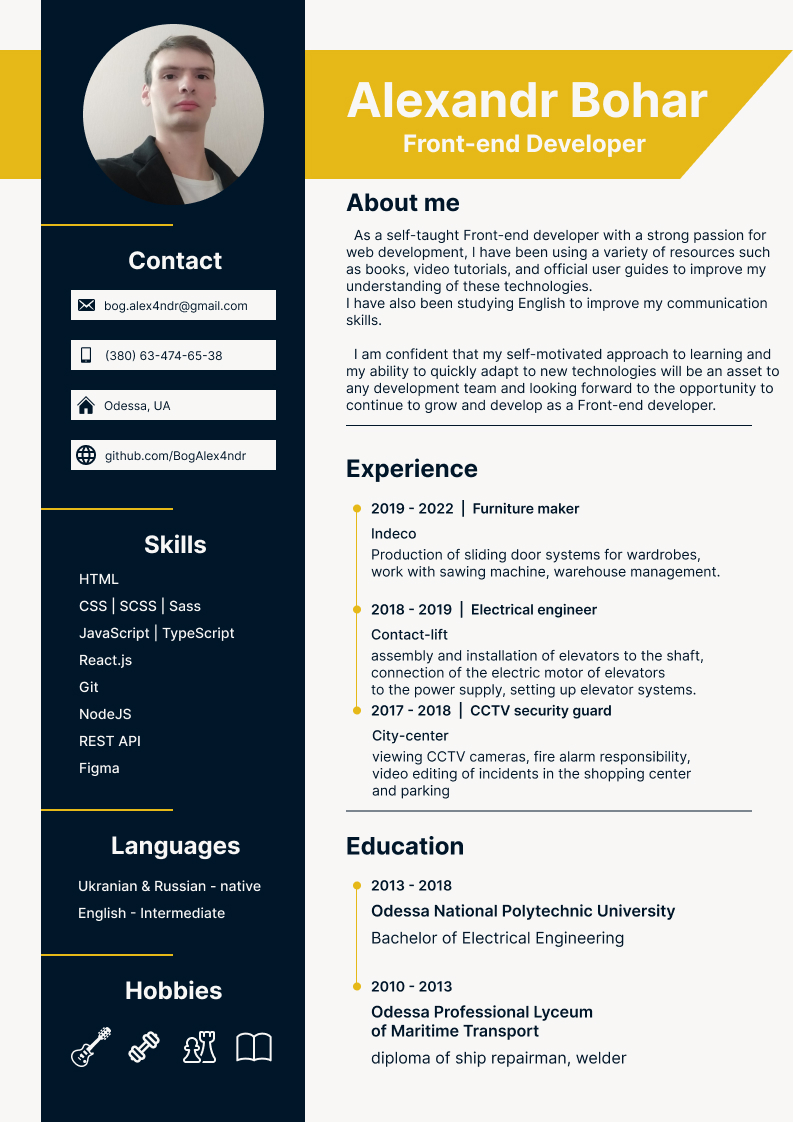 Alexandr Bohar
Front-end Developer
Contact
bog.alex4ndr@gmail.com
(380) 63-474-65-38
Odessa, UA
github.com/BogAlex4ndr
Skills
HTML
CSS | SCSS | Sass
JavaScript | TypeScript
React.js
Git
NodeJS
REST API
Figma
Languages
Ukranian & Russian - native
English - Intermediate
Hobbies
About me
As a self-taught Front-end developer with a strong passion for
web development, I have been using a variety of resources such
as books, video tutorials, and official user guides to improve my
understanding of these technologies.
I have also been studying English to improve my communication
skills.
I am confident that my self-motivated approach to learning and
my ability to quickly adapt to new technologies will be an asset to
any development team and looking forward to the opportunity to
continue to grow and develop as a Front-end developer.
Experience
2019 - 2022 | Furniture maker
Indeco
Production of sliding door systems for wardrobes,
work with sawing machine, warehouse management.
2018 - 2019 | Electrical engineer
Contact-lift
assembly and installation of elevators to the shaft,
connection of the electric motor of elevators
to the power supply, setting up elevator systems.
2017 - 2018 | CCTV security guard
City-center
viewing CCTV cameras, fire alarm responsibility,
video editing of incidents in the shopping center
and parking
Education
2013 - 2018
Odessa National Polytechnic University
Bachelor of Electrical Engineering
2010 - 2013
Odessa Professional Lyceum
of Maritime Transport
diploma of ship repairman, welder